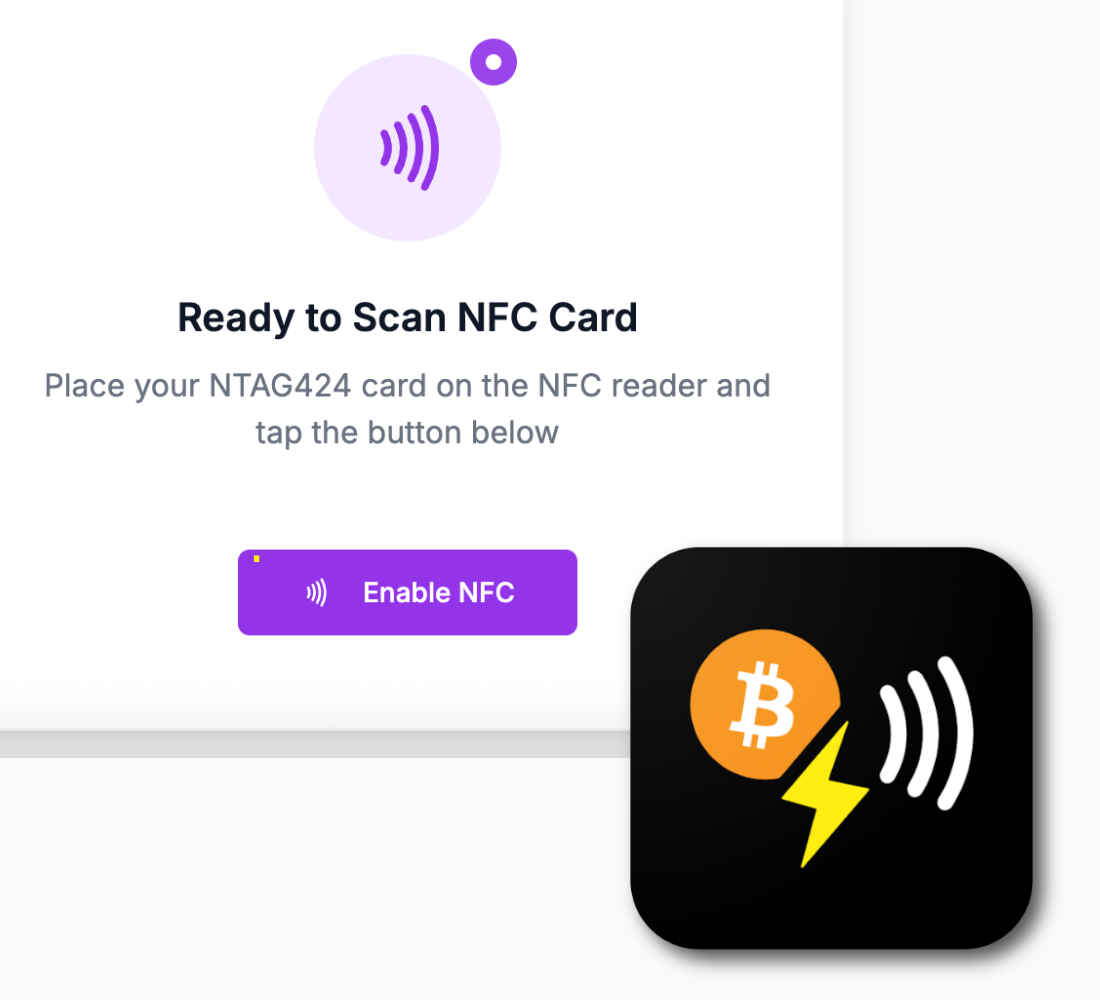 Ready to Scan NFC Card
Place your NTAG424 card on the NFC reader and
tap the button below
Enable NFC